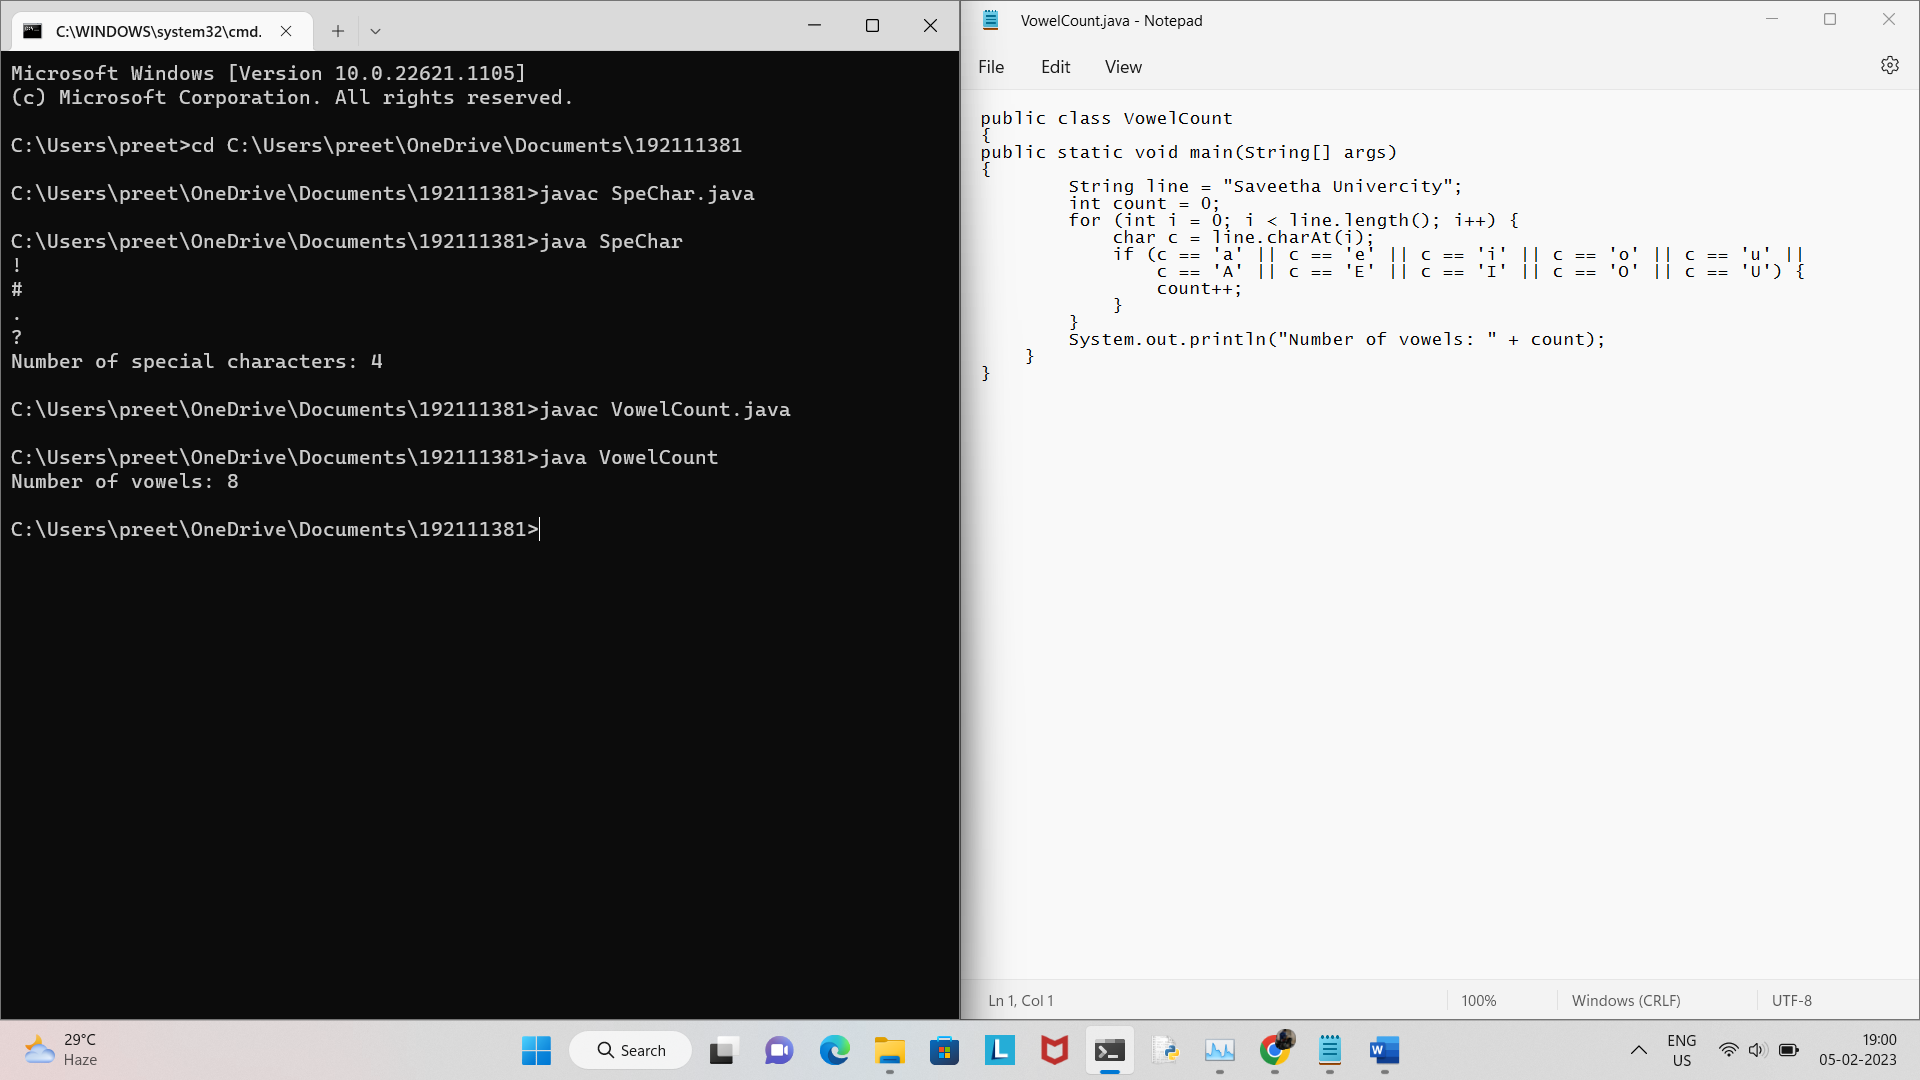 C:\WINDOWS\system32\cmd.
Microsoft Windows [Version 10.0.22621.1105]
(c) Microsoft Corporation. All rights reserved.
C:\Users\preet>cd C:\Users\preet\OneDrive\Documents\192111381
C:\Users\preet\OneDrive\Documents\192111381>javac SpeChar.java
C:\Users\preet\OneDrive\Documents\192111381>java SpeChar
!
#
.
?
Number of special characters: 4
C:\Users\preet\OneDrive\Documents\192111381>javac VowelCount.java
C:\Users\preet\OneDrive\Documents\192111381>java VowelCount
Number of vowels: 8
C:\Users\preet\OneDrive\Documents\192111381>
VowelCount.java - Notepad
File Edit View
public class VowelCount
{
public static void main(String[] args)
{
        String line = "Saveetha Univercity";
        int count = 0;
        for (int i = 0; i < line.length(); i++) {
            char c = line.charAt(i);
            if (c == 'a' || c == 'e' || c == 'i' || c == 'o' || c == 'u' ||
                c == 'A' || c == 'E' || c == 'I' || c == 'O' || c == 'U') {
                count++;
            }
        }
        System.out.println("Number of vowels: " + count);
    }
}
Ln 1, Col 1 100% Windows (CRLF) UTF-8
29°C
Haze
Search
ENG
US
19:00
05-02-2023